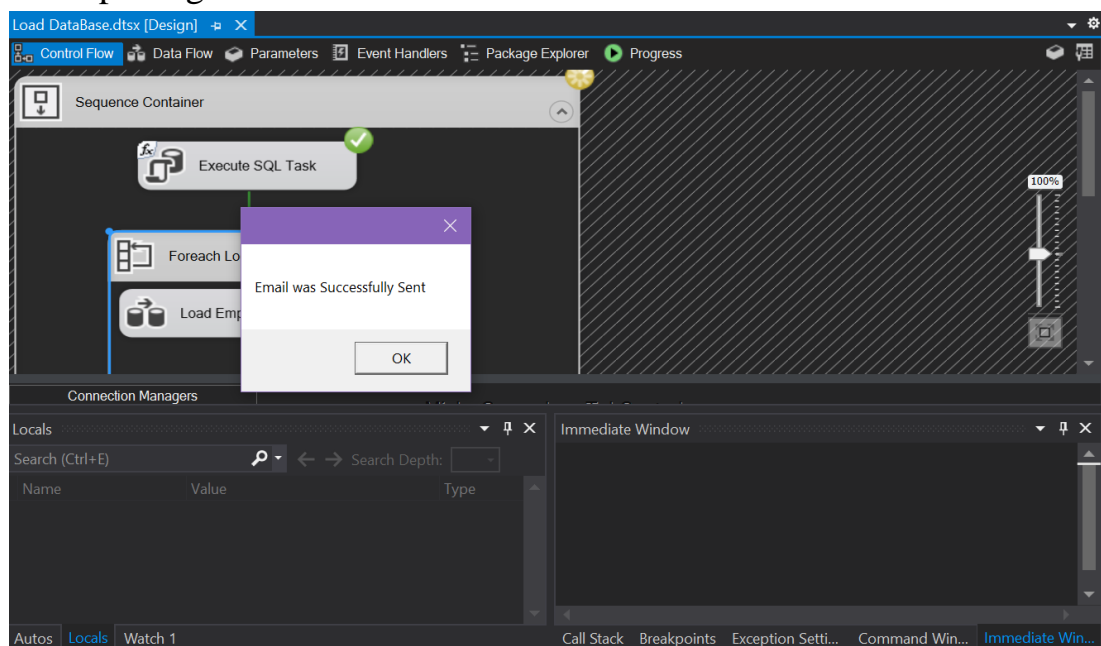 Load DataBase.dtsx [Design]
Control Flow Data Flow Parameters Event Handlers Package Explorer Progress
Sequence Container
fx
Execute SQL Task
100%
Foreach Lo
Email was Successfully Sent
Load Emp
OK
Connection Managers
Locals
Immediate Window
Search (Ctrl+E) Search Depth:
Name Value Type
Autos Locals Watch 1
Call Stack Breakpoints Exception Setti... Command Win... Immediate Win...